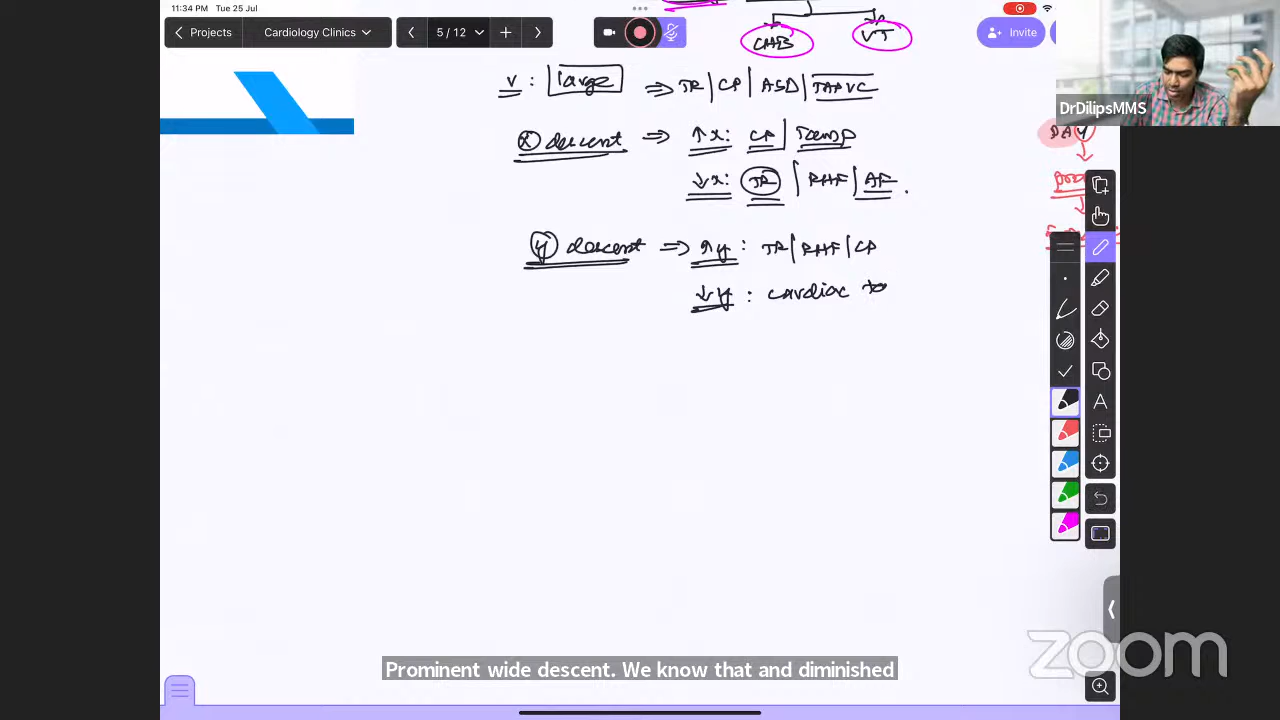 11:34 PM Tue 25 Jul
Projects Cardiology Clinics 5 / 12 Invite
CHB VT
v : large ⇒ TR | CP | ASD | TAPVC
DrDilipsMMS
x descent ⇒ ↑x: CP | Tamp
↓x: TR | RHF | AF .
y descent ⇒ ↑y : TR | RHF | CP
↓y : cardiac
Prominent wide descent. We know that and diminished
zoom